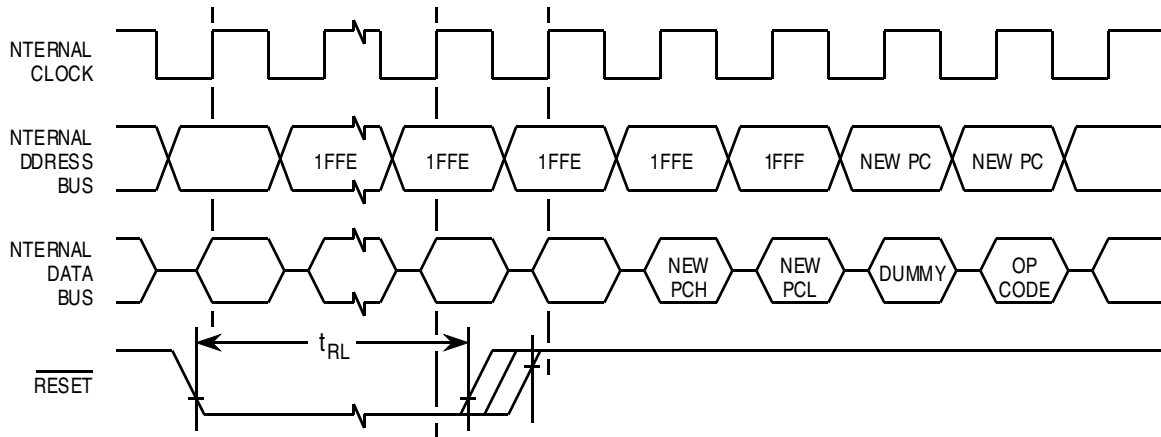 NTERNAL
CLOCK
NTERNAL
DDRESS
BUS
1FFE
1FFE
1FFE
1FFE
1FFF
NEW PC
NEW PC
NTERNAL
DATA
BUS
NEW
PCH
NEW
PCL
DUMMY
OP
CODE
tRL
RESET